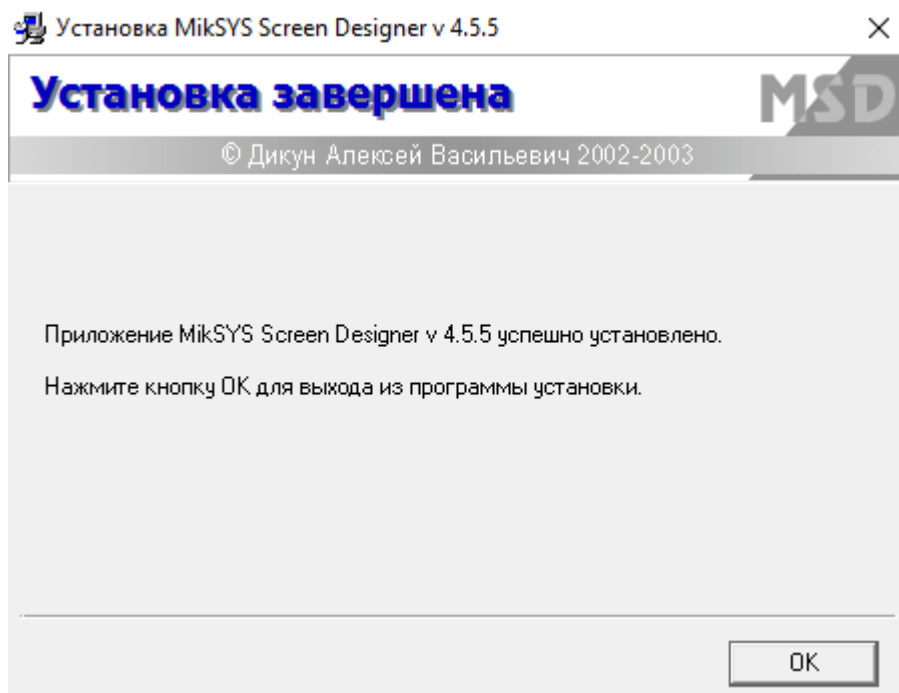 Установка MikSYS Screen Designer v 4.5.5
Установка завершена
MSD
© Дикун Алексей Васильевич 2002-2003
Приложение MikSYS Screen Designer v 4.5.5 успешно установлено.
Нажмите кнопку OK для выхода из программы установки.
OK